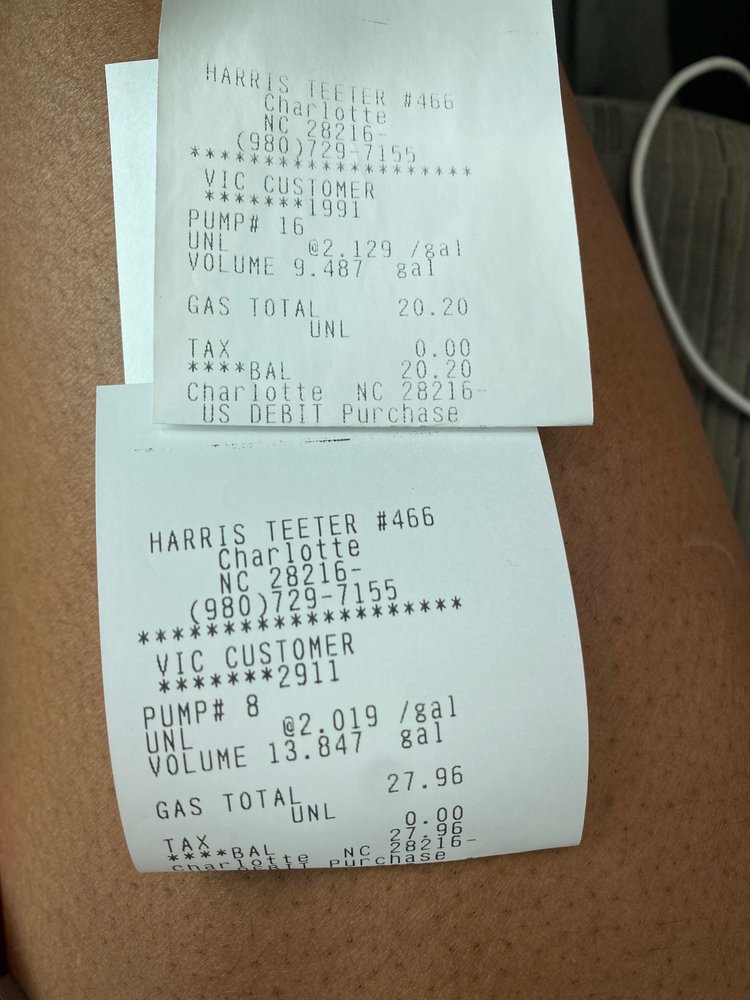 HARRIS TEETER #466
Charlotte
NC 28216-
(980)729-7155
********************
VIC CUSTOMER
*******1991
PUMP# 16
UNL @2.129 /gal
VOLUME 9.487 gal
GAS TOTAL 20.20
UNL
TAX 0.00
****BAL 20.20
Charlotte NC 28216-
US DEBIT Purchase
HARRIS TEETER #466
Charlotte
NC 28216-
(980)729-7155
********************
VIC CUSTOMER
*******2911
PUMP# 8
UNL @2.019 /gal
VOLUME 13.847 gal
GAS TOTAL 27.96
UNL
TAX 0.00
****BAL 27.96
Charlotte NC 28216-
DEBIT Purchase